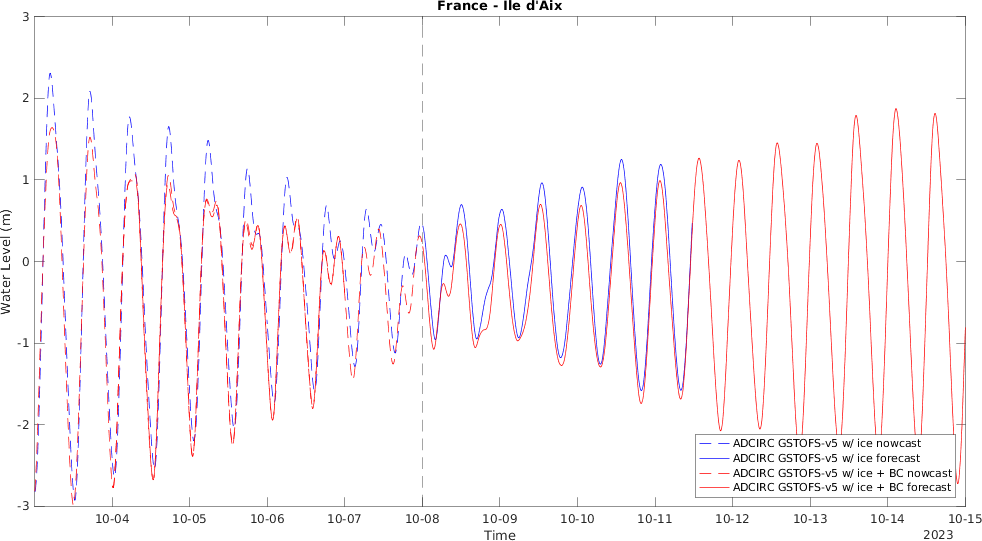 France - Ile d'Aix
3
2
1
0
-1
-2
-3
Water Level (m)
10-04
10-05
10-06
10-07
10-08
10-09
10-10
10-11
10-12
10-13
10-14
10-15
Time
2023
ADCIRC GSTOFS-v5 w/ ice nowcast
ADCIRC GSTOFS-v5 w/ ice forecast
ADCIRC GSTOFS-v5 w/ ice + BC nowcast
ADCIRC GSTOFS-v5 w/ ice + BC forecast